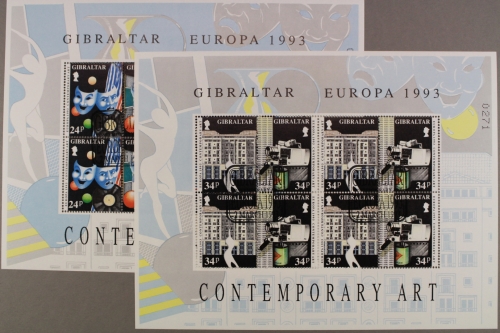 GIBRALTAR EUROPA 1993
GIBRALTAR
24P
24P
CONTE
GIBRALTAR EUROPA 1993
0271
GIBRALTAR GIBRALTAR GIBRALTAR GIBRALTAR
34P 34P 34P 34P
34P 34P 34P 34P
CONTEMPORARY ART